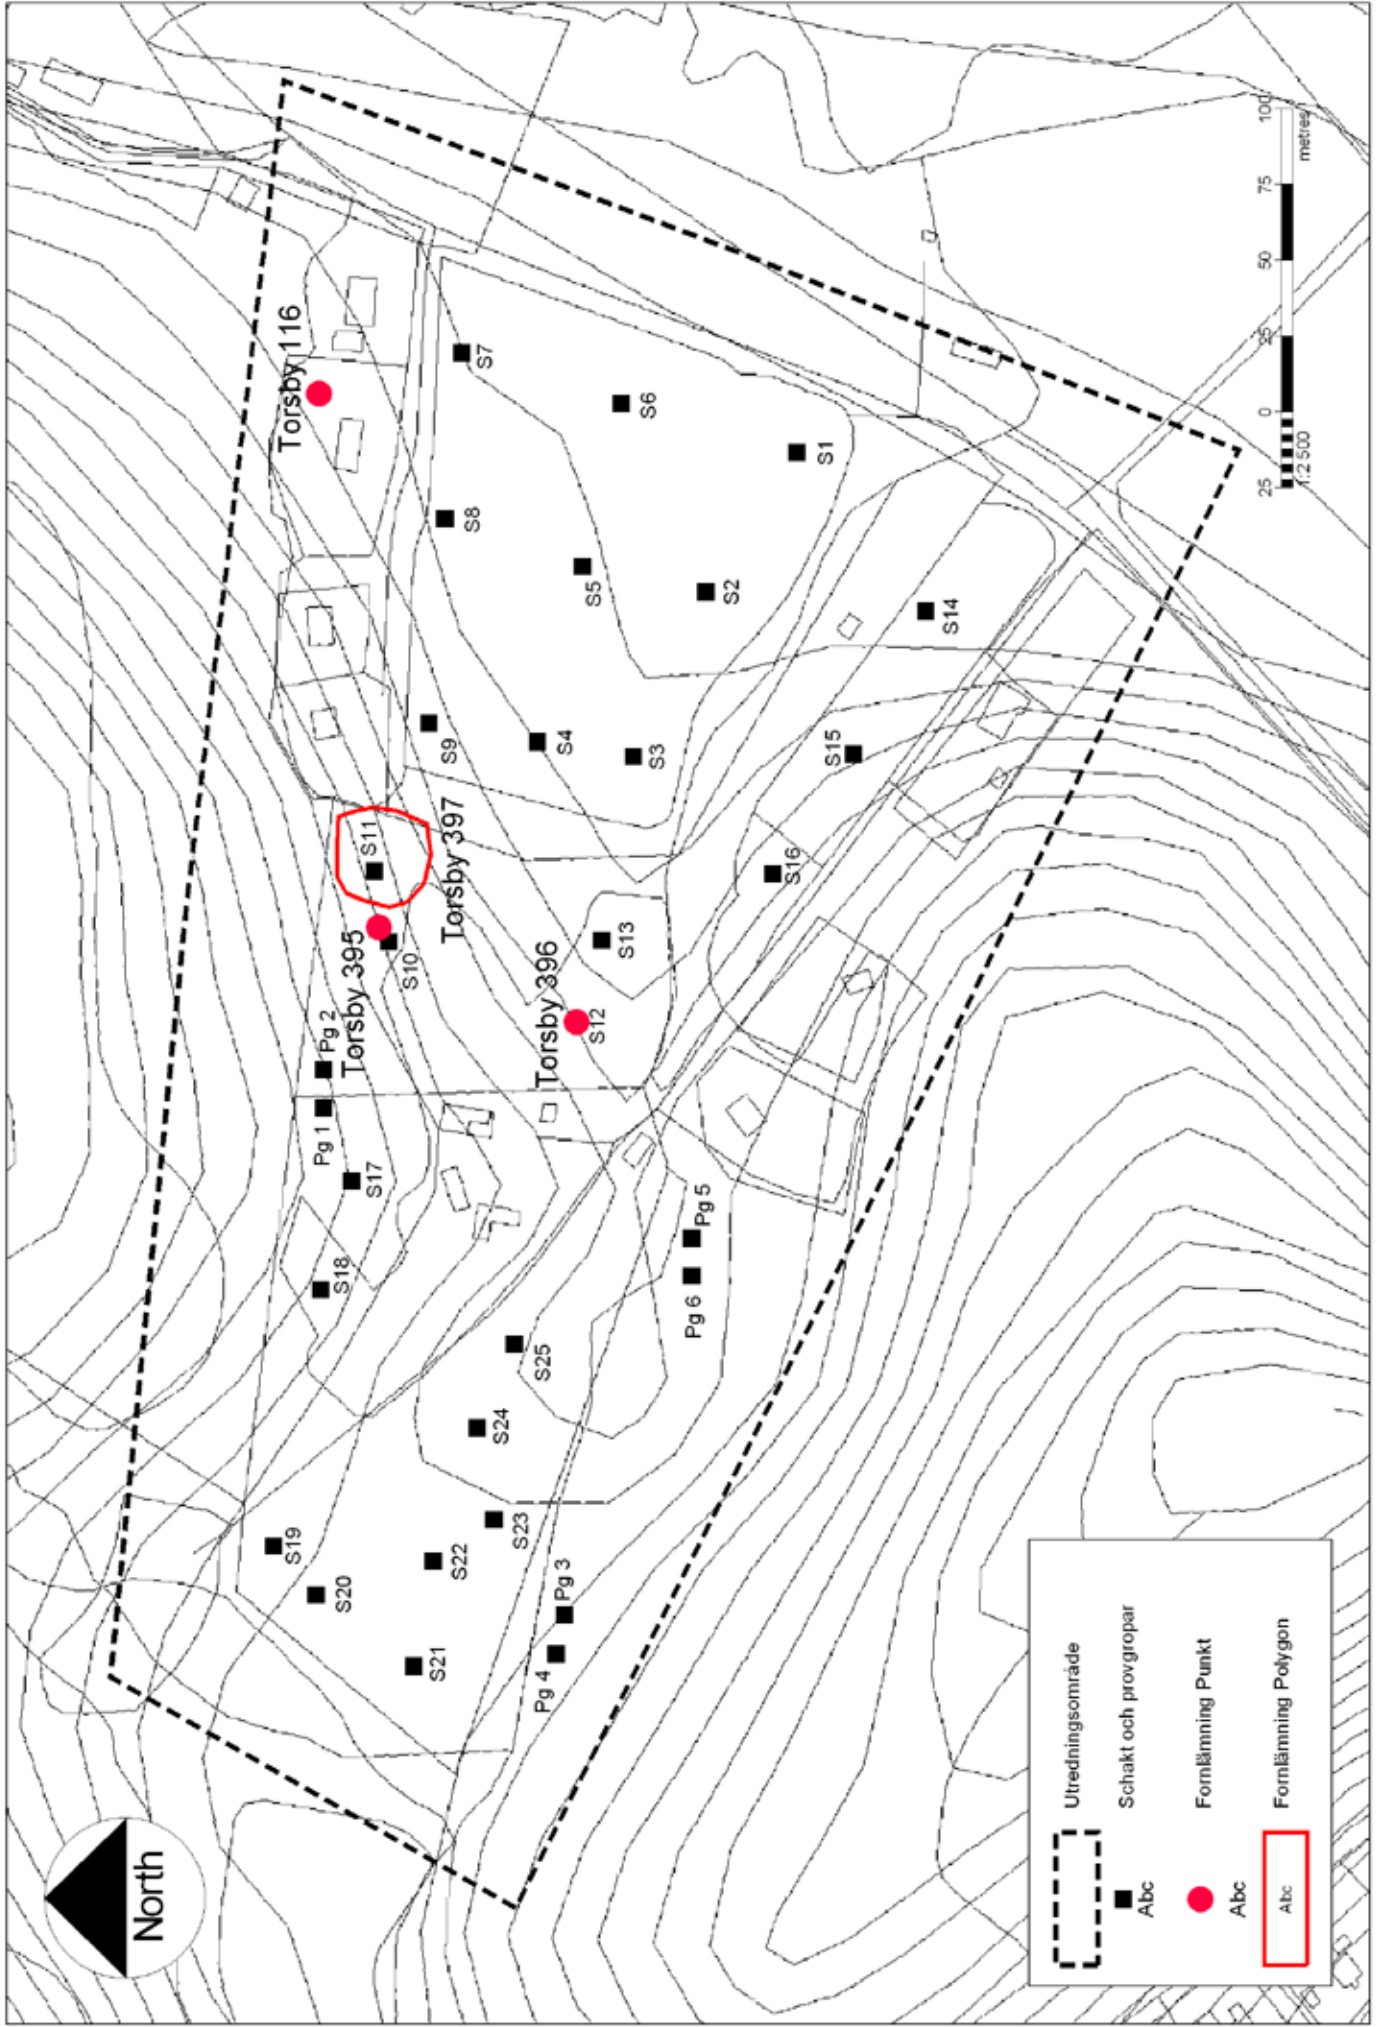 North
Torsby 116
S7
S6
S1
S8
S5
S2
S14
S9
S4
S3
S15
S11
Torsby 397
S16
Torsby 395
S10
S13
Torsby 396
S12
Pg 2
Pg 1
S17
S18
Pg 5
Pg 6
S25
S24
S23
S19
S22
S20
Pg 3
S21
Pg 4
25 0 25 50 75 100
1:2 500 metres
Utredningsområde
Abc Schakt och provgropar
Abc Fornlämning Punkt
Abc Fornlämning Polygon